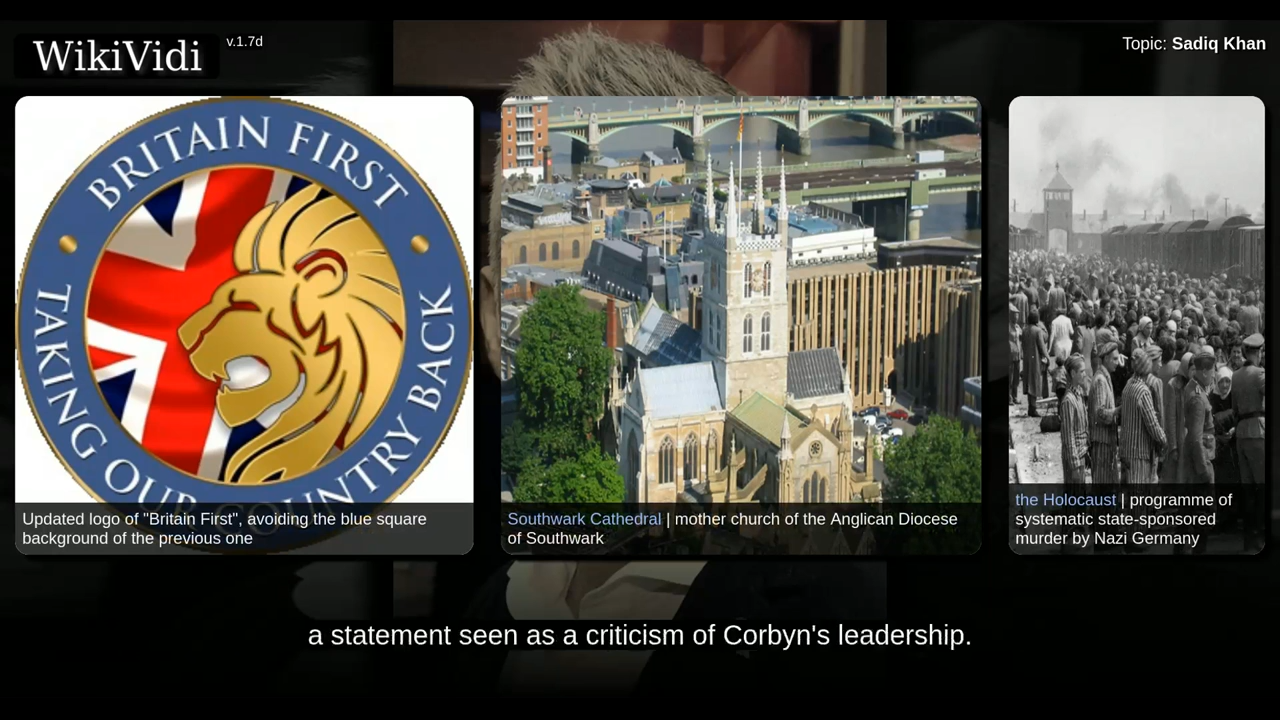 WikiVidi
v.1.7d
Topic: Sadiq Khan
BRITAIN FIRST
TAKING OUR COUNTRY BACK
Updated logo of "Britain First", avoiding the blue square
background of the previous one
Southwark Cathedral | mother church of the Anglican Diocese
of Southwark
the Holocaust | programme of
systematic state-sponsored
murder by Nazi Germany
a statement seen as a criticism of Corbyn's leadership.